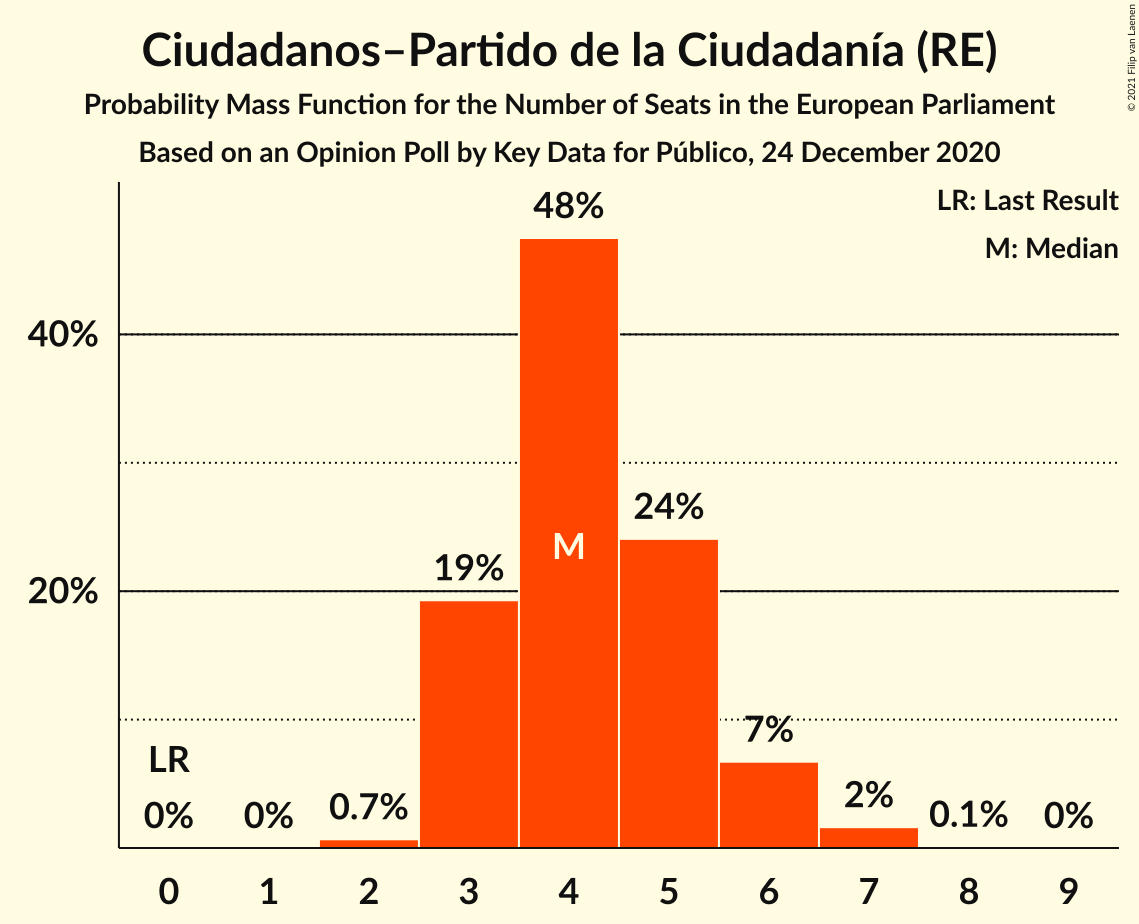 Ciudadanos–Partido de la Ciudadanía (RE)
Probability Mass Function for the Number of Seats in the European Parliament
Based on an Opinion Poll by Key Data for Público, 24 December 2020
© 2021 Filip van Laenen
LR: Last Result
M: Median
48%
40%
24%
M
19%
20%
7%
LR
0%
0%
0.7%
2%
0.1%
0%
0 1 2 3 4 5 6 7 8 9